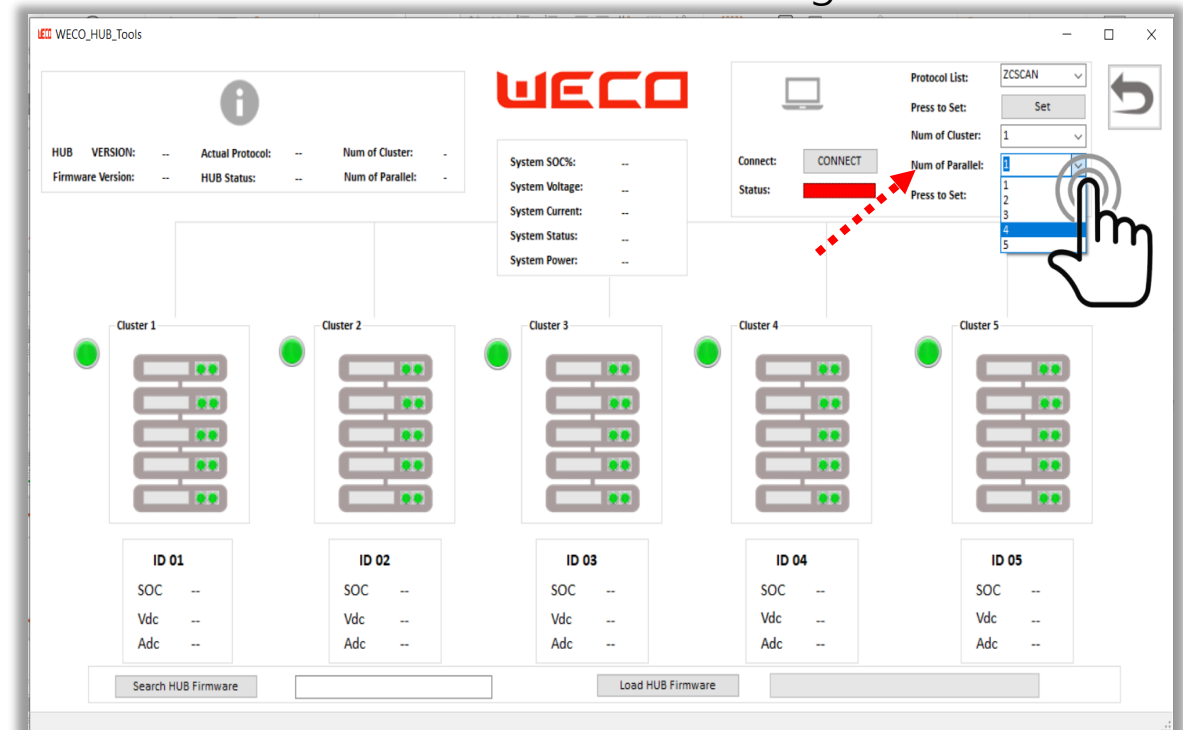 WECO WECO_HUB_Tools
HUB VERSION: -- Actual Protocol: -- Num of Cluster: -
Firmware Version: -- HUB Status: -- Num of Parallel: -
WECO
System SOC%: --
System Voltage: --
System Current: --
System Status: --
System Power: --
Connect: CONNECT
Status:
Protocol List: ZCSCAN
Press to Set: Set
Num of Cluster: 1
Num of Parallel: 1
Press to Set:
1
2
3
4
5
Cluster 1
Cluster 2
Cluster 3
Cluster 4
Cluster 5
ID 01
SOC --
Vdc --
Adc --
ID 02
SOC --
Vdc --
Adc --
ID 03
SOC --
Vdc --
Adc --
ID 04
SOC --
Vdc --
Adc --
ID 05
SOC --
Vdc --
Adc --
Search HUB Firmware
Load HUB Firmware